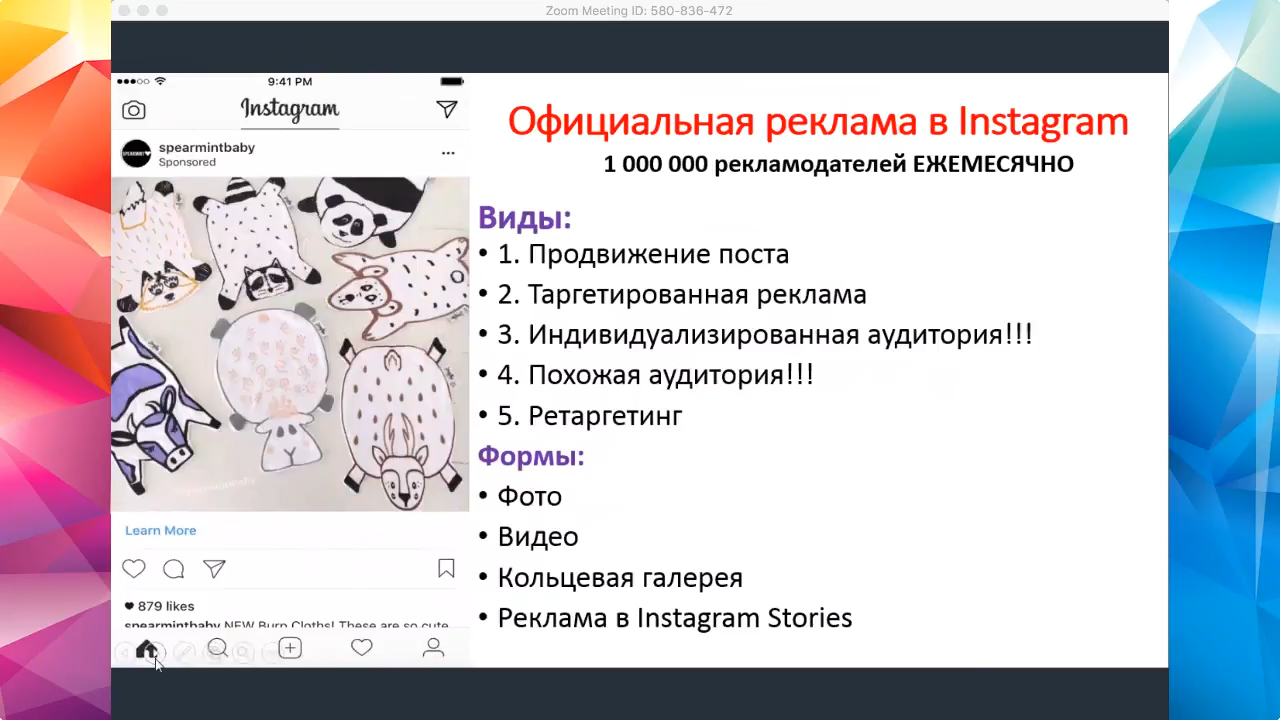 Zoom Meeting ID: 580-836-472
9:41 PM
Instagram
spearmintbaby
Sponsored
Learn More
879 likes
spearmintbaby NEW Burp Cloths! These are so cute
Официальная реклама в Instagram
1 000 000 рекламодателей ЕЖЕМЕСЯЧНО
Виды:
• 1. Продвижение поста
• 2. Таргетированная реклама
• 3. Индивидуализированная аудитория!!!
• 4. Похожая аудитория!!!
• 5. Ретаргетинг
Формы:
• Фото
• Видео
• Кольцевая галерея
• Реклама в Instagram Stories